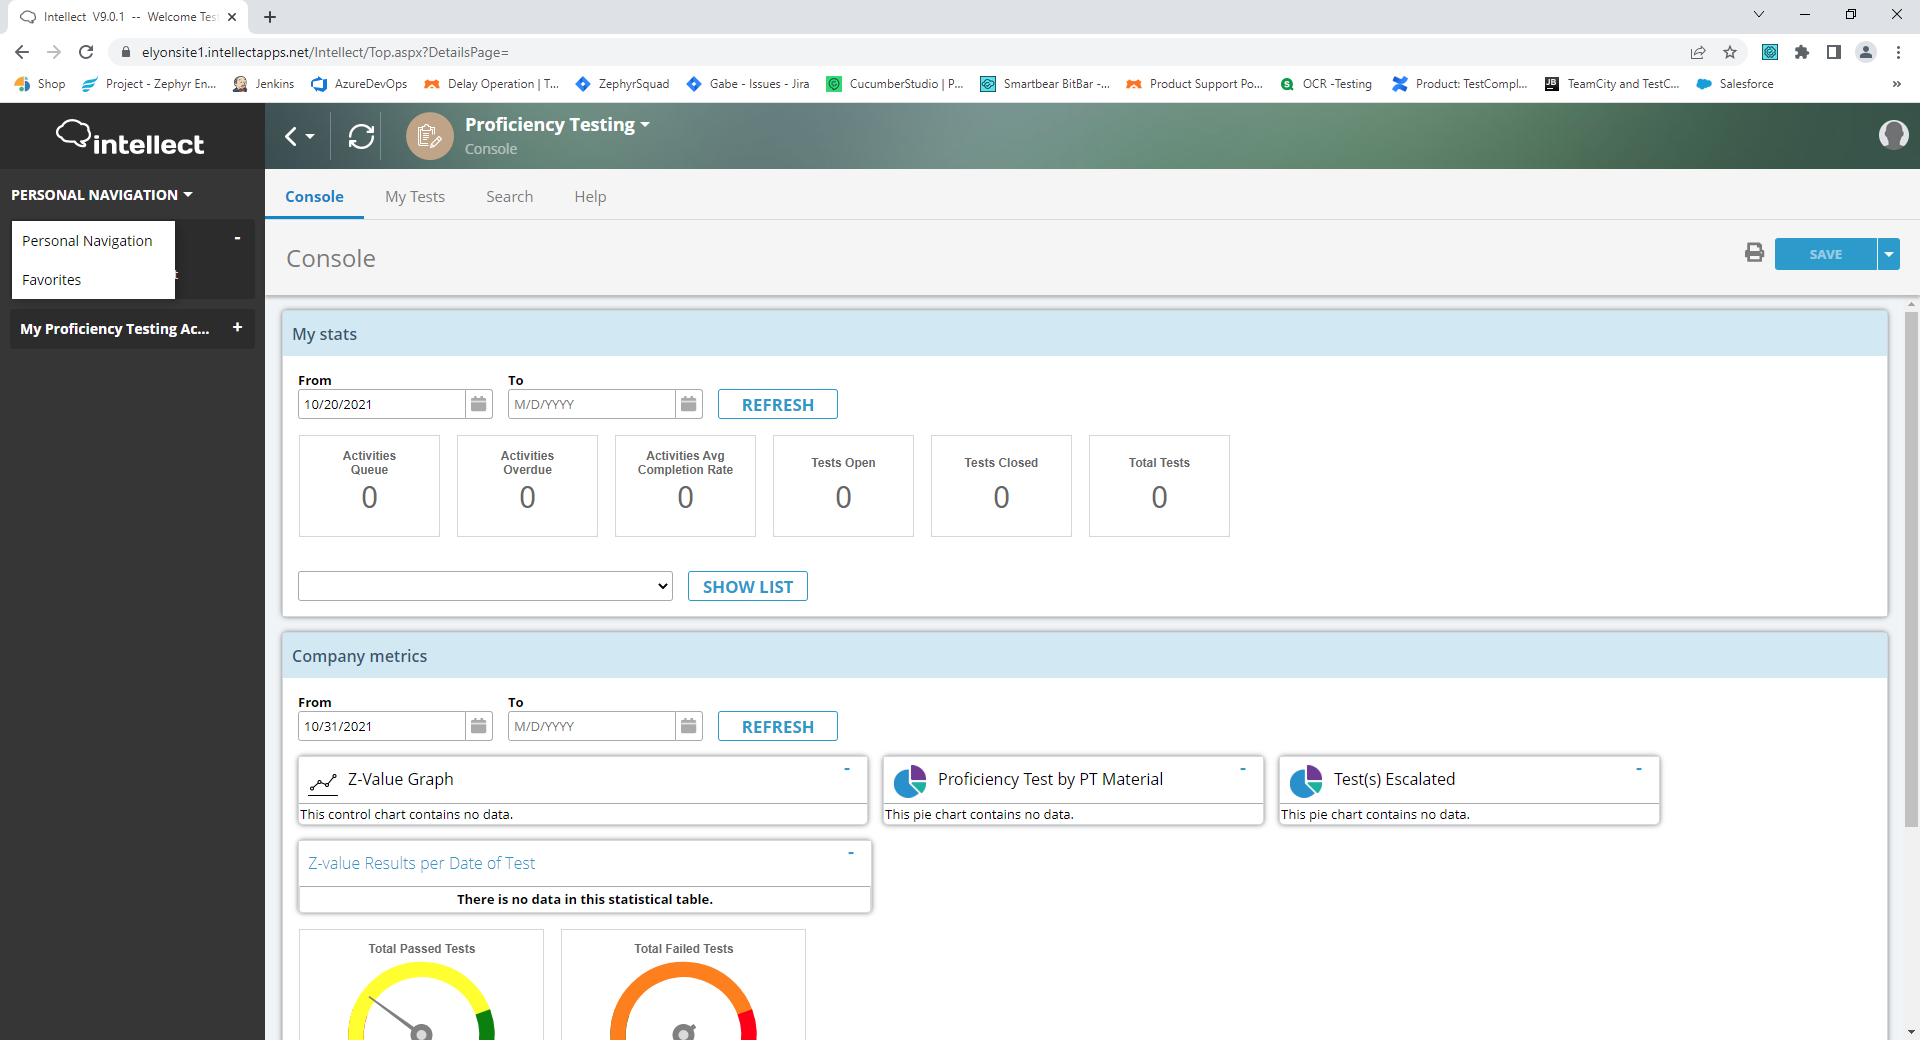 Intellect V9.0.1 -- Welcome Tes
elyonsite1.intellectapps.net/Intellect/Top.aspx?DetailsPage=
Shop
Project - Zephyr En...
Jenkins
AzureDevOps
Delay Operation | T...
ZephyrSquad
Gabe - Issues - Jira
CucumberStudio | P...
Smartbear BitBar -...
Product Support Po...
OCR -Testing
Product: TestCompl...
TeamCity and TestC...
Salesforce
»
intellect
Proficiency Testing
Console
PERSONAL NAVIGATION
Personal Navigation
Favorites
t
My Proficiency Testing Ac...
Console
My Tests
Search
Help
Console
SAVE
My stats
From
To
10/20/2021
M/D/YYYY
REFRESH
Activities
Queue
0
Activities
Overdue
0
Activities Avg
Completion Rate
0
Tests Open
0
Tests Closed
0
Total Tests
0
SHOW LIST
Company metrics
From
To
10/31/2021
M/D/YYYY
REFRESH
Z-Value Graph
This control chart contains no data.
Proficiency Test by PT Material
This pie chart contains no data.
Test(s) Escalated
This pie chart contains no data.
Z-value Results per Date of Test
There is no data in this statistical table.
Total Passed Tests
Total Failed Tests